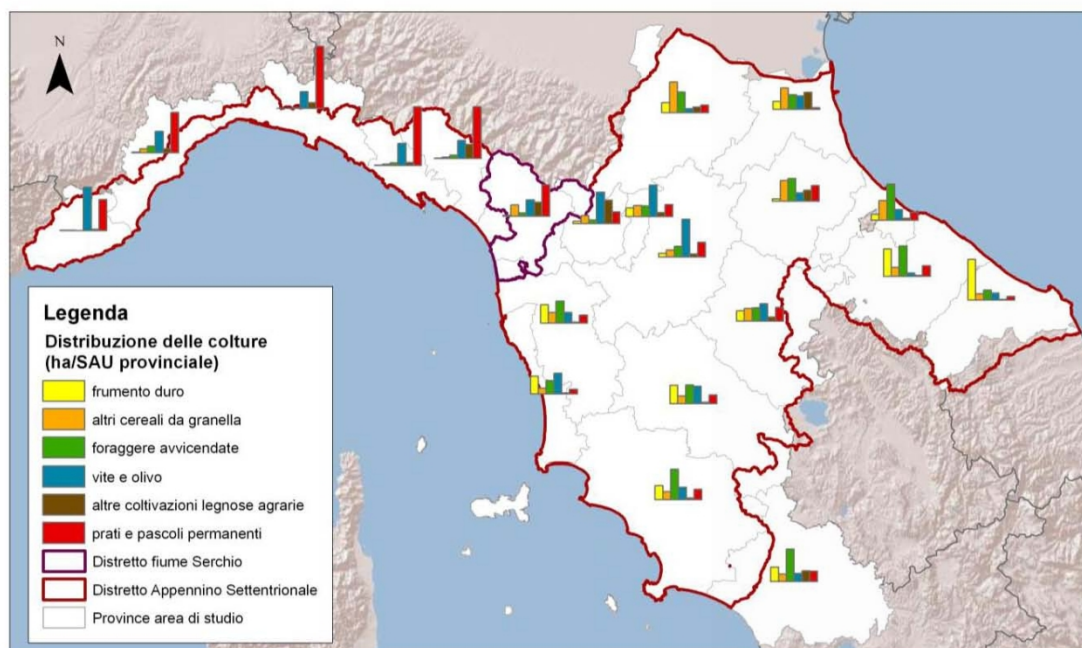 N
Legenda
Distribuzione delle colture
(ha/SAU provinciale)
frumento duro
altri cereali da granella
foraggere avvicendate
vite e olivo
altre coltivazioni legnose agrarie
prati e pascoli permanenti
Distretto fiume Serchio
Distretto Appennino Settentrionale
Province area di studio